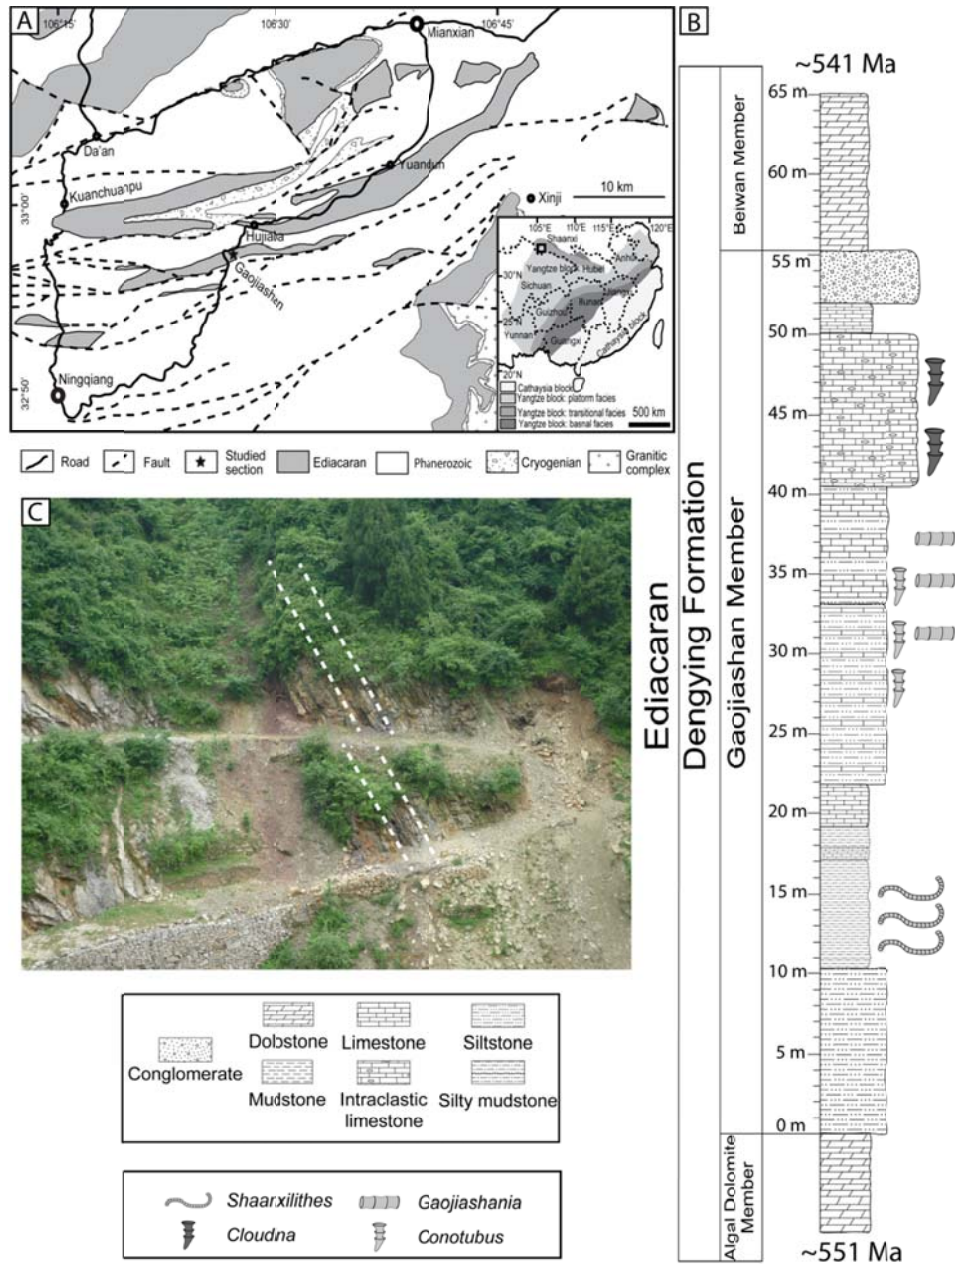 A
106°15'
106°30'
106°45'
Mianxian
Da'an
Kuanchuanpu
Yuandun
33°00'
Xinji
10 km
Hujiaba
Gaojiashan
Ningqiang
32°50'
105°E
110°E
115°E
120°E
Shaanxi
30°N
Yangtze block
Hubei
Anhui
Sichuan
Hunan
Jiangxi
Guizhou
25°N
Yunnan
Guangxi
Cathaysia block
20°N
Cathaysia block
Yangtze block: platform facies
Yangtze block: transitional facies
Yangtze block: basnal facies
500 km
Road
Fault
Studied section
Ediacaran
Phanerozoic
Cryogenian
Granitic complex
C
B
~541 Ma
65 m
60 m
55 m
50 m
45 m
40 m
35 m
30 m
25 m
20 m
15 m
10 m
5 m
0 m
Ediacaran
Dengying Formation
Beiwan Member
Gaojiashan Member
Algal Dolomite
Member
~551 Ma
Conglomerate
Dobstone
Limestone
Siltstone
Mudstone
Intraclastic
limestone
Silty mudstone
Shaanxilithes
Gaojiashania
Cloudna
Conotubus